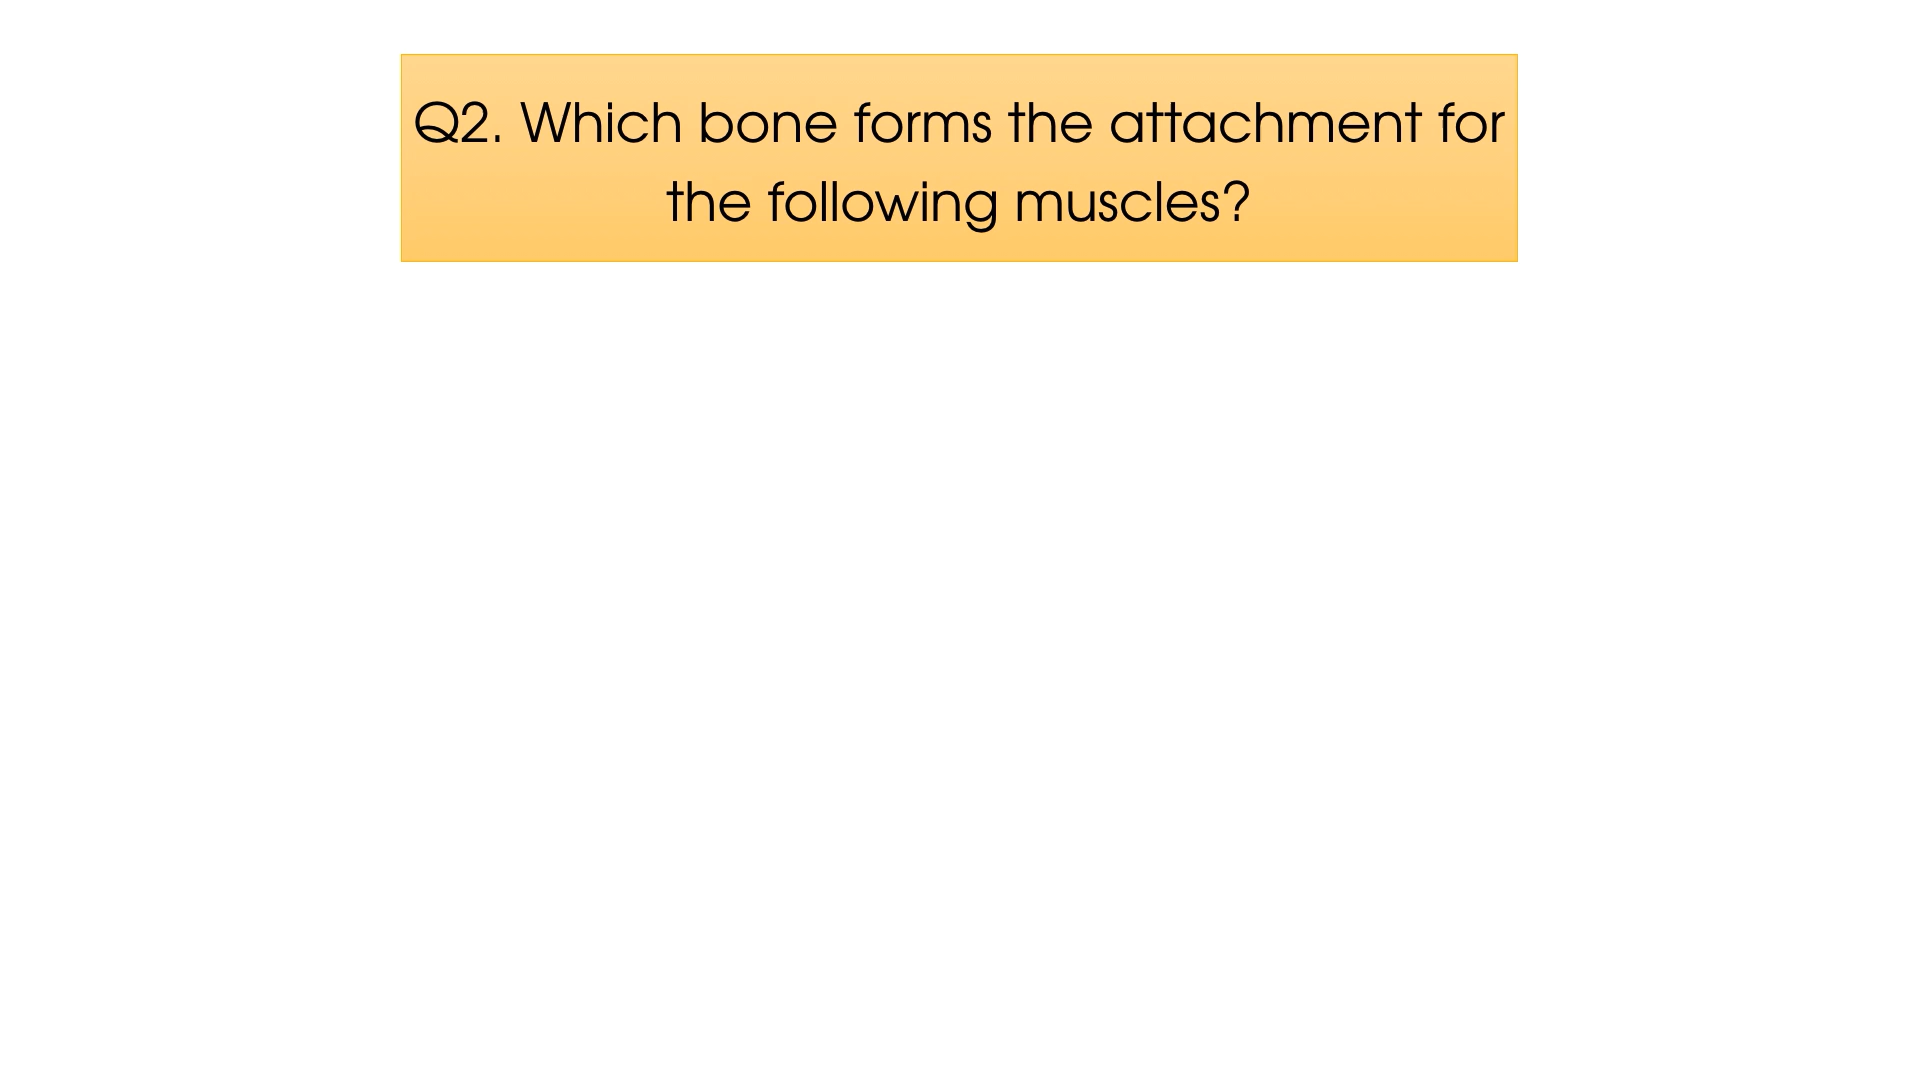 Q2. Which bone forms the attachment for
the following muscles?